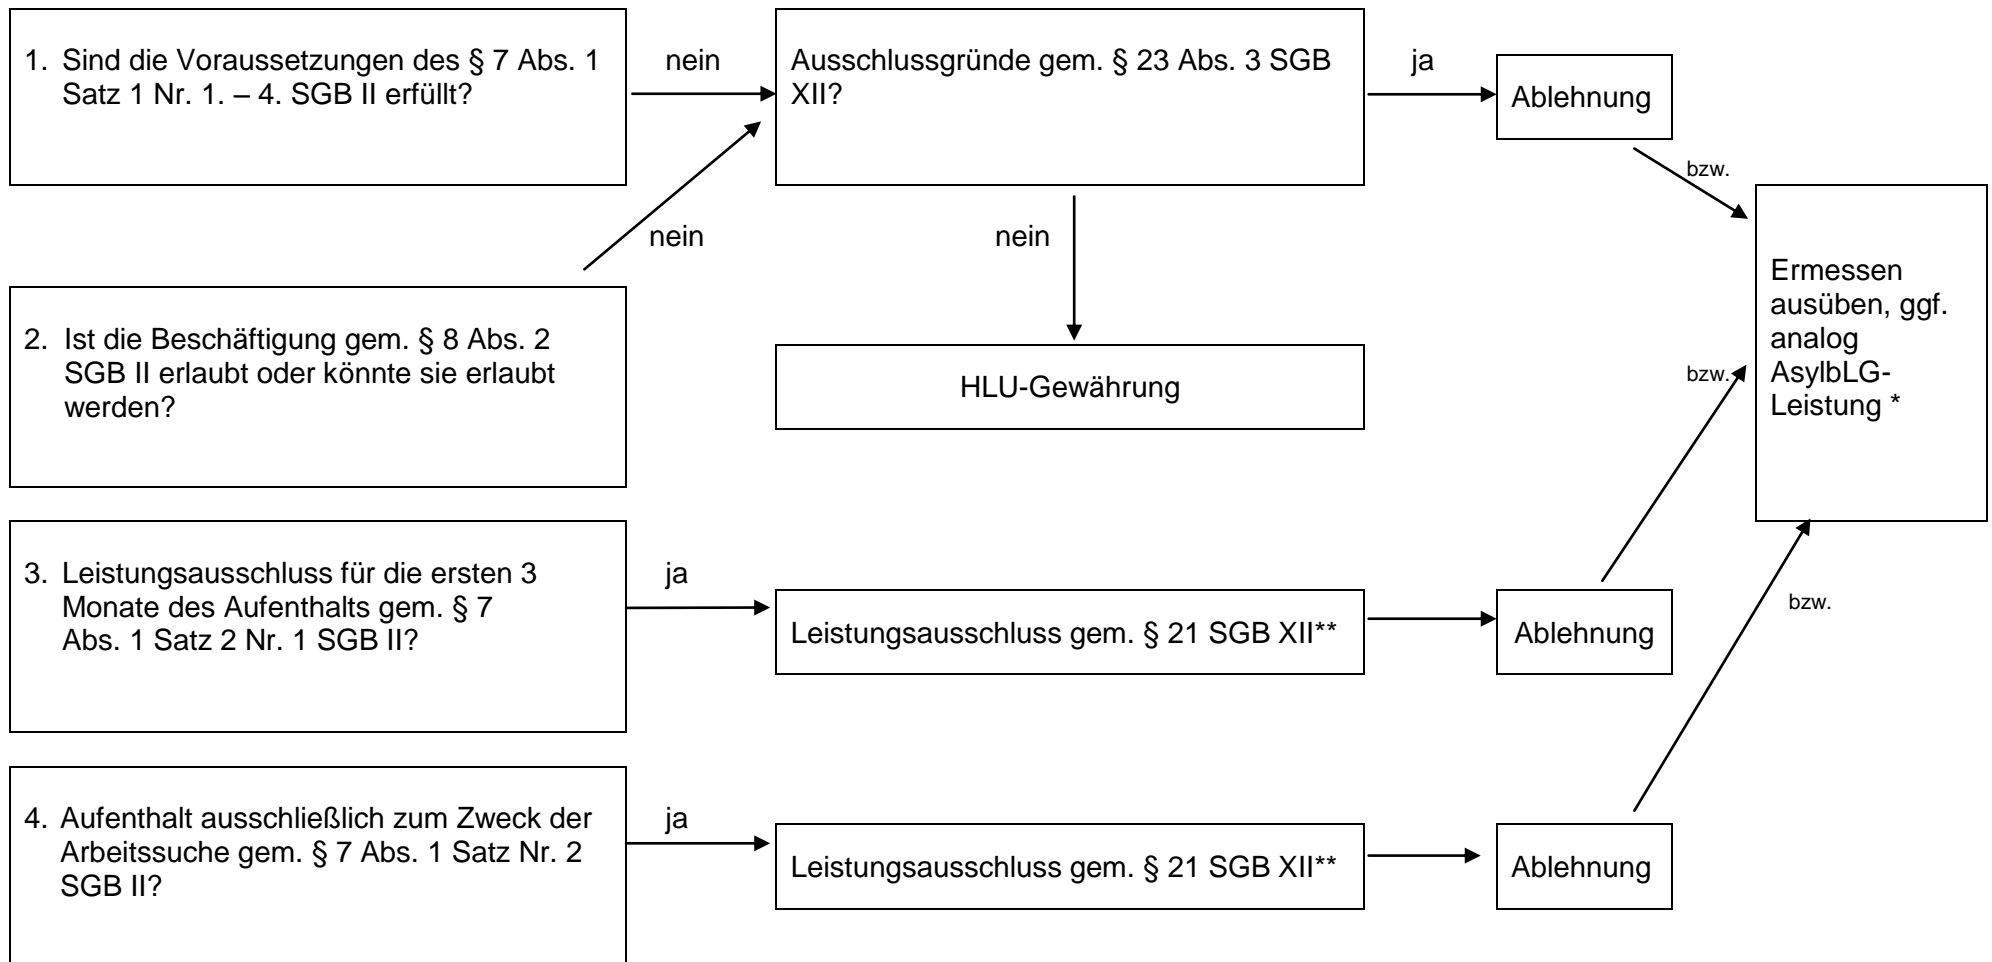 1. Sind die Voraussetzungen des § 7 Abs. 1
Satz 1 Nr. 1. – 4. SGB II erfüllt?
nein
Ausschlussgründe gem. § 23 Abs. 3 SGB
XII?
ja
Ablehnung
bzw.
nein
nein
2. Ist die Beschäftigung gem. § 8 Abs. 2
SGB II erlaubt oder könnte sie erlaubt
werden?
HLU-Gewährung
bzw.
Ermessen
ausüben, ggf.
analog
AsylbLG-
Leistung *
3. Leistungsausschluss für die ersten 3
Monate des Aufenthalts gem. § 7
Abs. 1 Satz 2 Nr. 1 SGB II?
ja
Leistungsausschluss gem. § 21 SGB XII**
Ablehnung
bzw.
4. Aufenthalt ausschließlich zum Zweck der
Arbeitssuche gem. § 7 Abs. 1 Satz Nr. 2
SGB II?
ja
Leistungsausschluss gem. § 21 SGB XII**
Ablehnung